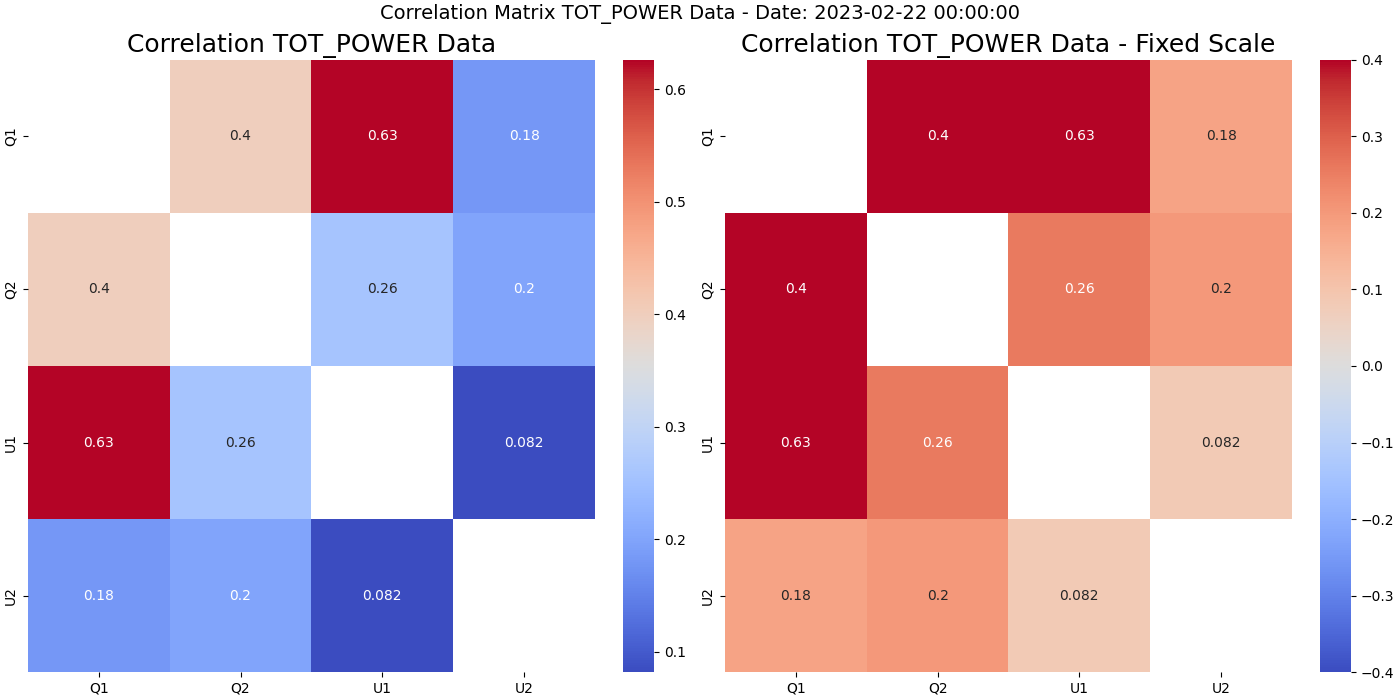 Correlation Matrix TOT_POWER Data - Date: 2023-02-22 00:00:00
Correlation TOT_POWER Data
Q1
0.4
0.63
0.18
Q2
0.4
0.26
0.2
U1
0.63
0.26
0.082
U2
0.18
0.2
0.082
Q1
Q2
U1
U2
0.6
0.5
0.4
0.3
0.2
0.1
Correlation TOT_POWER Data - Fixed Scale
Q1
0.4
0.63
0.18
Q2
0.4
0.26
0.2
U1
0.63
0.26
0.082
U2
0.18
0.2
0.082
Q1
Q2
U1
U2
0.4
0.3
0.2
0.1
0.0
−0.1
−0.2
−0.3
−0.4